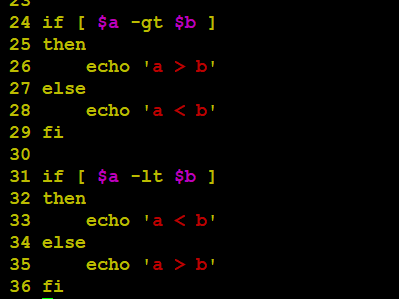 23
24 if [ $a -gt $b ]
25 then
26     echo 'a > b'
27 else
28     echo 'a < b'
29 fi
30
31 if [ $a -lt $b ]
32 then
33     echo 'a < b'
34 else
35     echo 'a > b'
36 fi